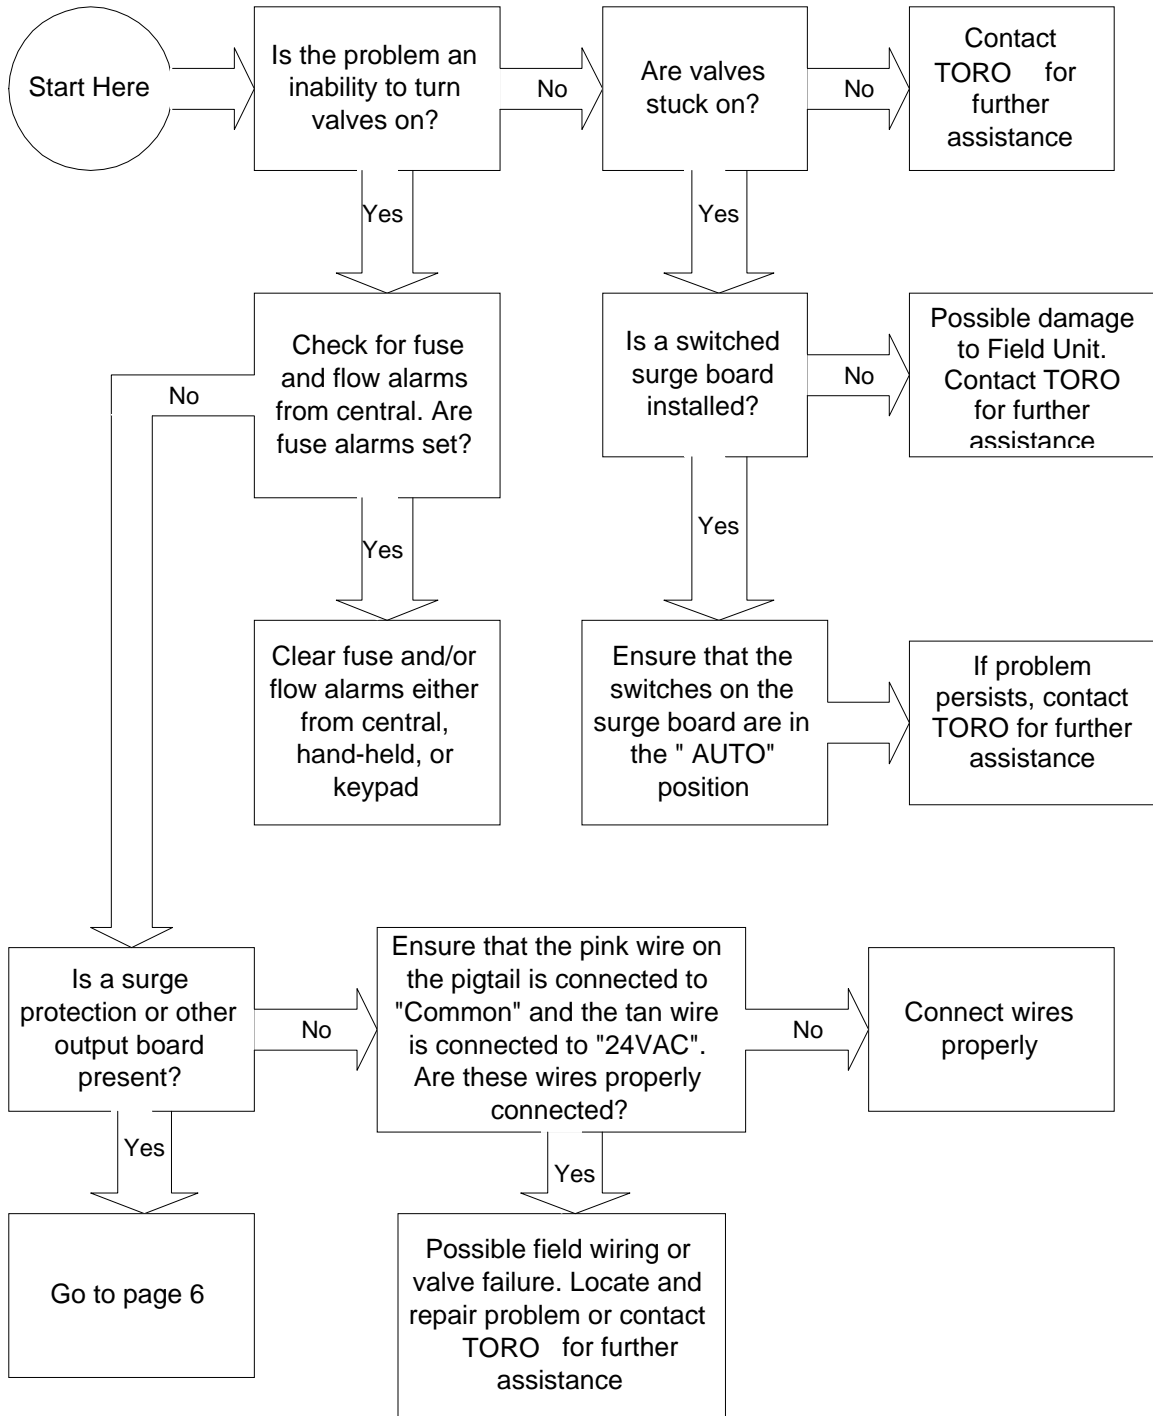 Start Here
Is the problem an
inability to turn
valves on?
No
Are valves
stuck on?
No
Contact
TORO for
further
assistance
Yes
Yes
Check for fuse
and flow alarms
from central. Are
fuse alarms set?
No
Is a switched
surge board
installed?
No
Possible damage
to Field Unit.
Contact TORO
for further
assistance
Yes
Yes
Clear fuse and/or
flow alarms either
from central,
hand-held, or
keypad
Ensure that the
switches on the
surge board are in
the " AUTO"
position
If problem
persists, contact
TORO for further
assistance
Is a surge
protection or other
output board
present?
No
Ensure that the pink wire on
the pigtail is connected to
"Common" and the tan wire
is connected to "24VAC".
Are these wires properly
connected?
No
Connect wires
properly
Yes
Yes
Go to page 6
Possible field wiring or
valve failure. Locate and
repair problem or contact
TORO for further
assistance